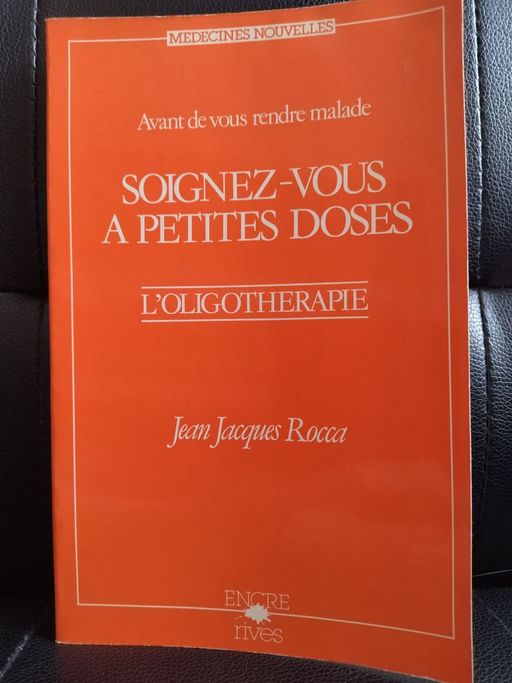 MEDECINES NOUVELLES
Avant de vous rendre malade
SOIGNEZ-VOUS
A PETITES DOSES
L'OLIGOTHERAPIE
Jean Jacques Rocca
ENCRE
rives